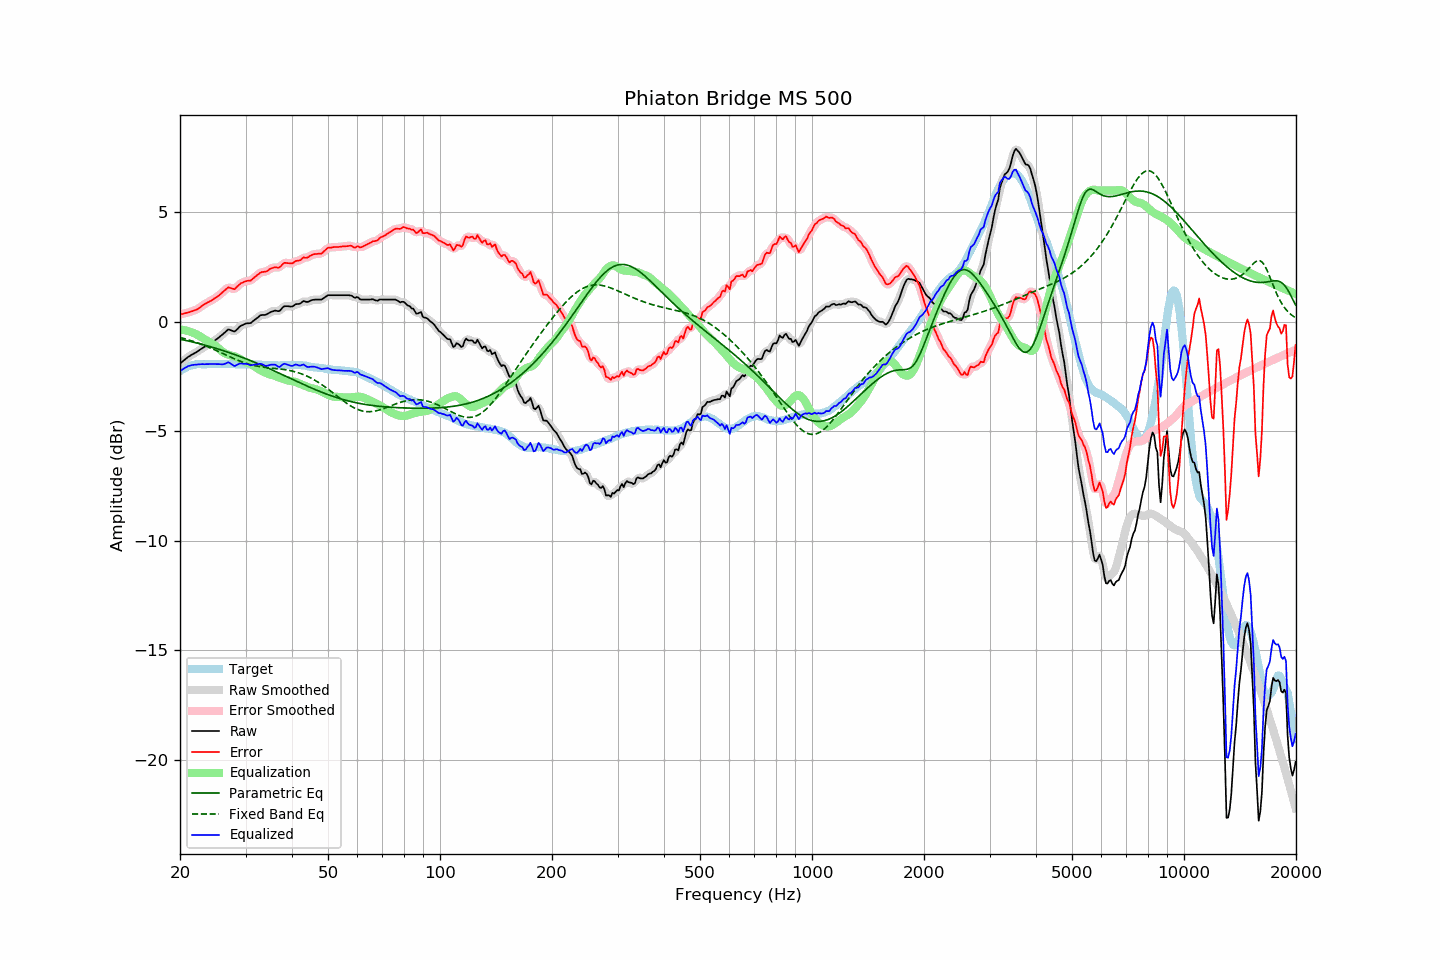 Phiaton Bridge MS 500
Amplitude (dBr)
5
0
−5
−10
−15
−20
Target
Raw Smoothed
Error Smoothed
Raw
Error
Equalization
Parametric Eq
Fixed Band Eq
Equalized
20 50 100 200 500 1000 2000 5000 10000 20000
Frequency (Hz)